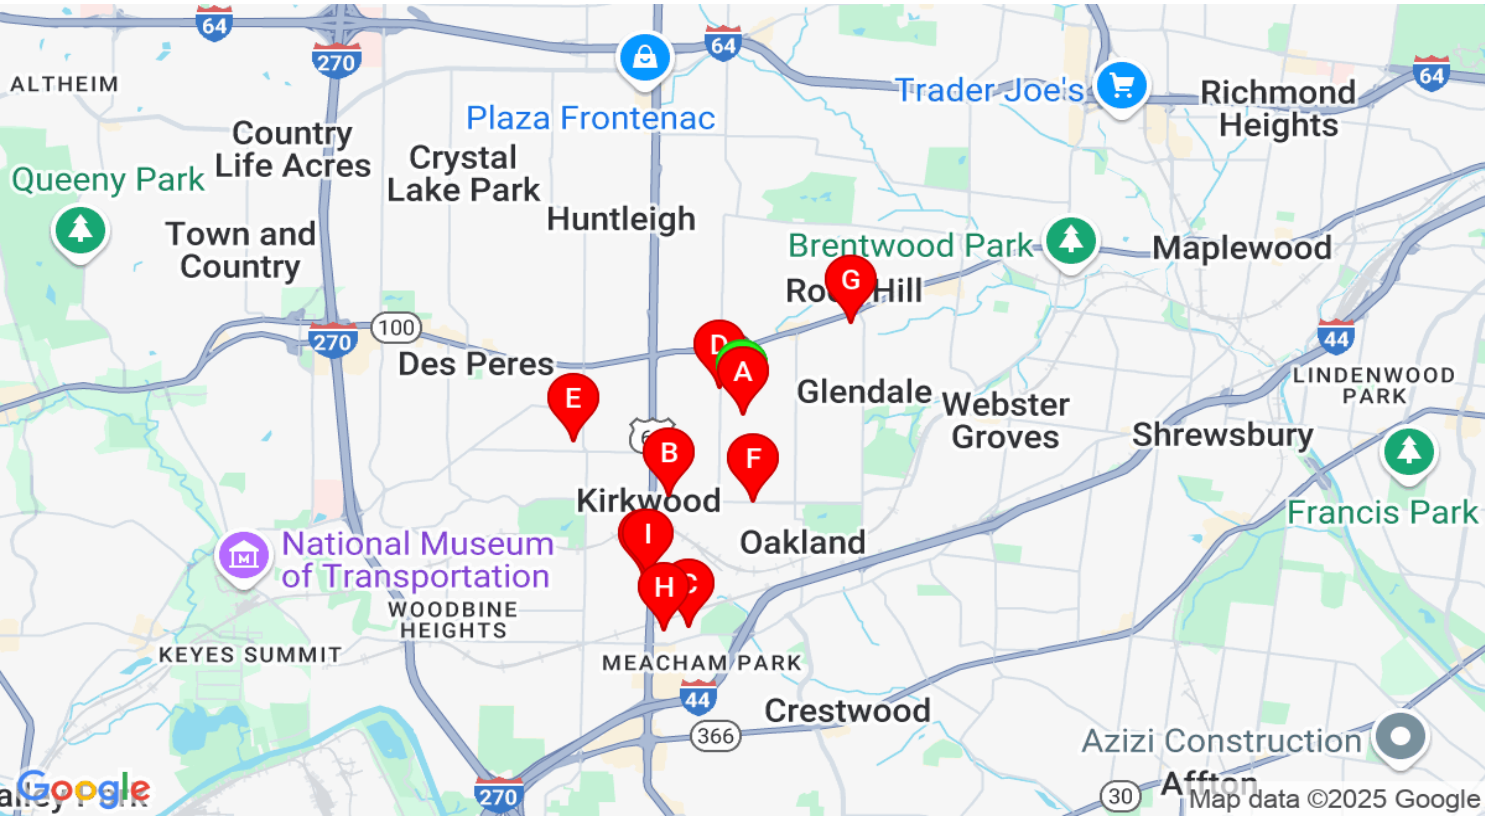 64
270
64
64
ALTHEIM
Plaza Frontenac
Trader Joe's
Richmond
Heights
Country
Life Acres
Crystal
Lake Park
Queeny Park
Huntleigh
Town and
Country
Brentwood Park
Maplewood
G
Hill
100
270
D
A
44
Des Peres
E
Glendale
LINDENWOOD
PARK
Webster
Groves
Shrewsbury
B
F
Kirkwood
Francis Park
I
Oakland
National Museum
of Transportation
H
C
WOODBINE
HEIGHTS
KEYES SUMMIT
MEACHAM PARK
44
Crestwood
366
Azizi Construction
Google
270
30
Affton
Map data ©2025 Google